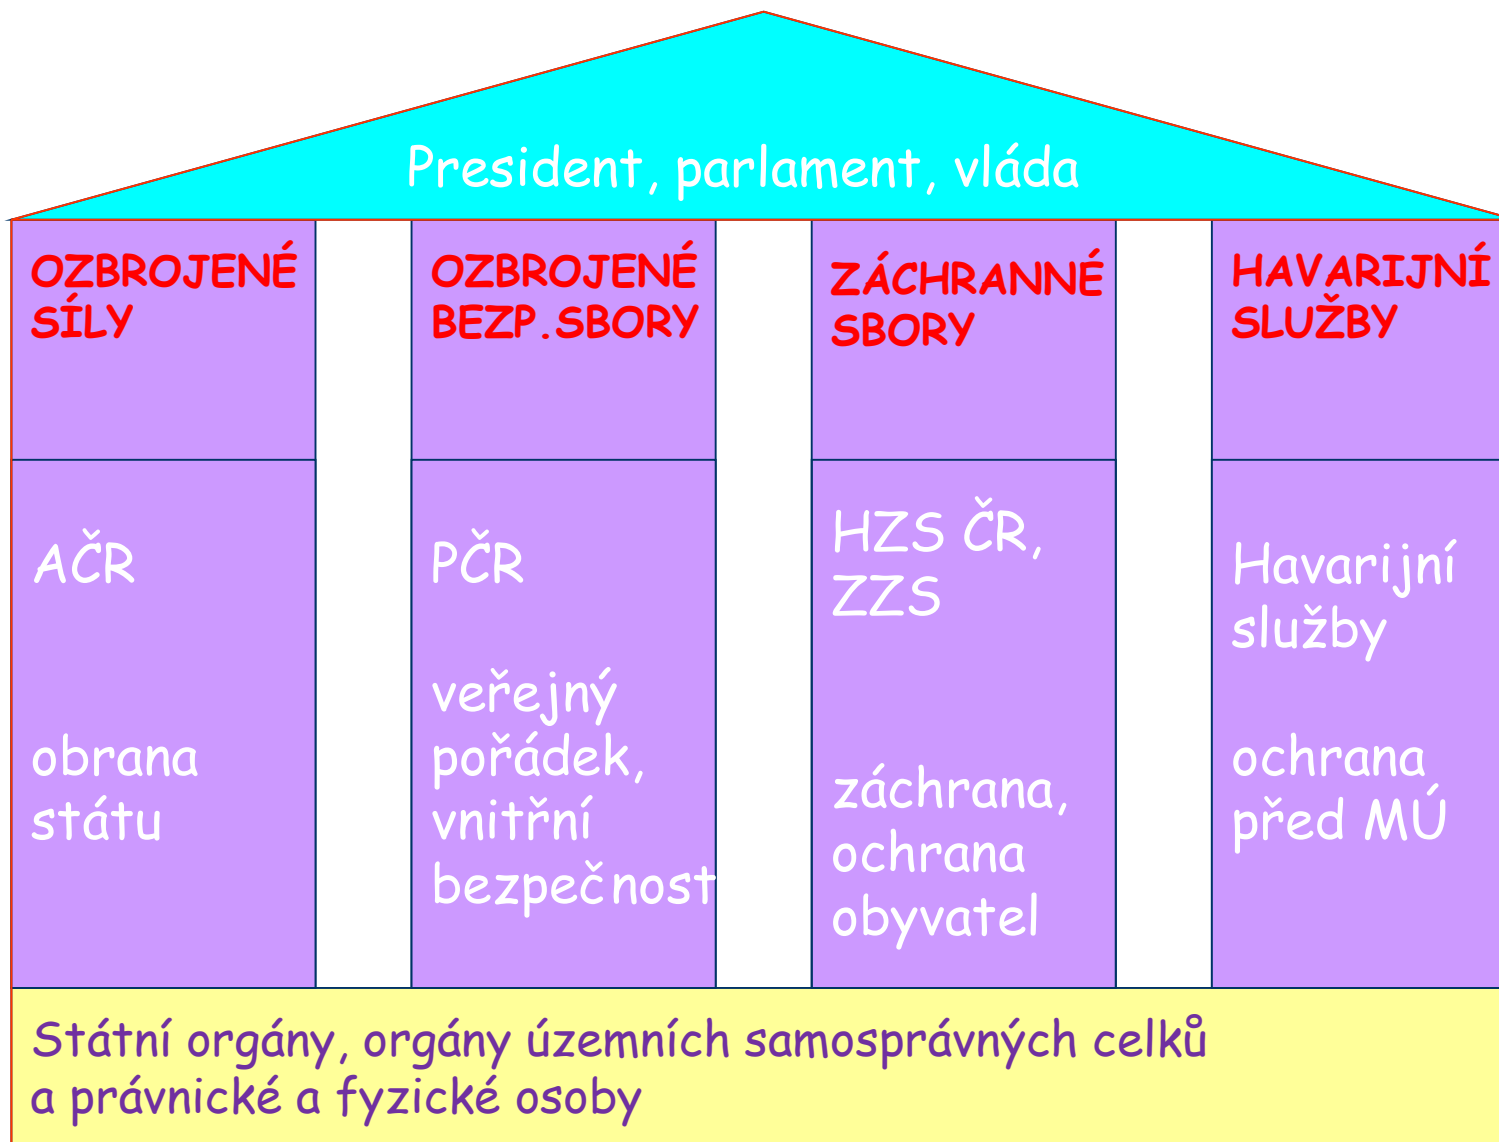 President, parlament, vláda
OZBROJENÉ
SÍLY
AČR
obrana
státu
OZBROJENÉ
BEZP.SBORY
PČR
veřejný
pořádek,
vnitřní
bezpečnost
ZÁCHRANNÉ
SBORY
HZS ČR,
ZZS
záchrana,
ochrana
obyvatel
HAVARIJNÍ
SLUŽBY
Havarijní
služby
ochrana
před MÚ
Státní orgány, orgány územních samosprávných celků
a právnické a fyzické osoby